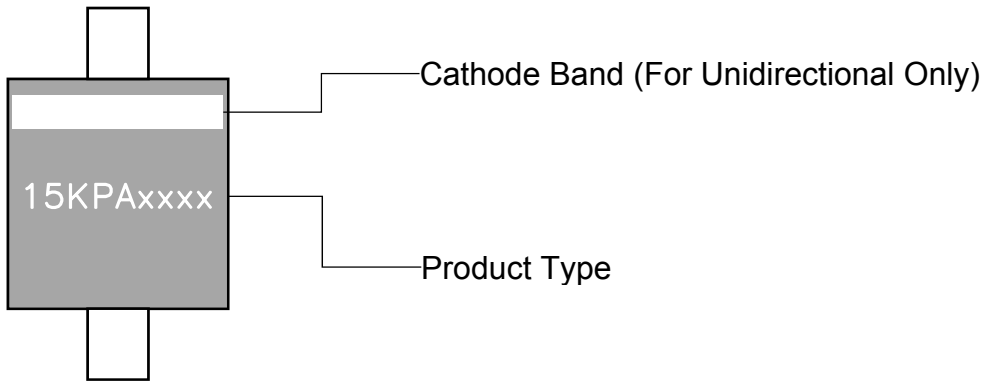 Cathode Band (For Unidirectional Only)
15KPAxxxx
Product Type